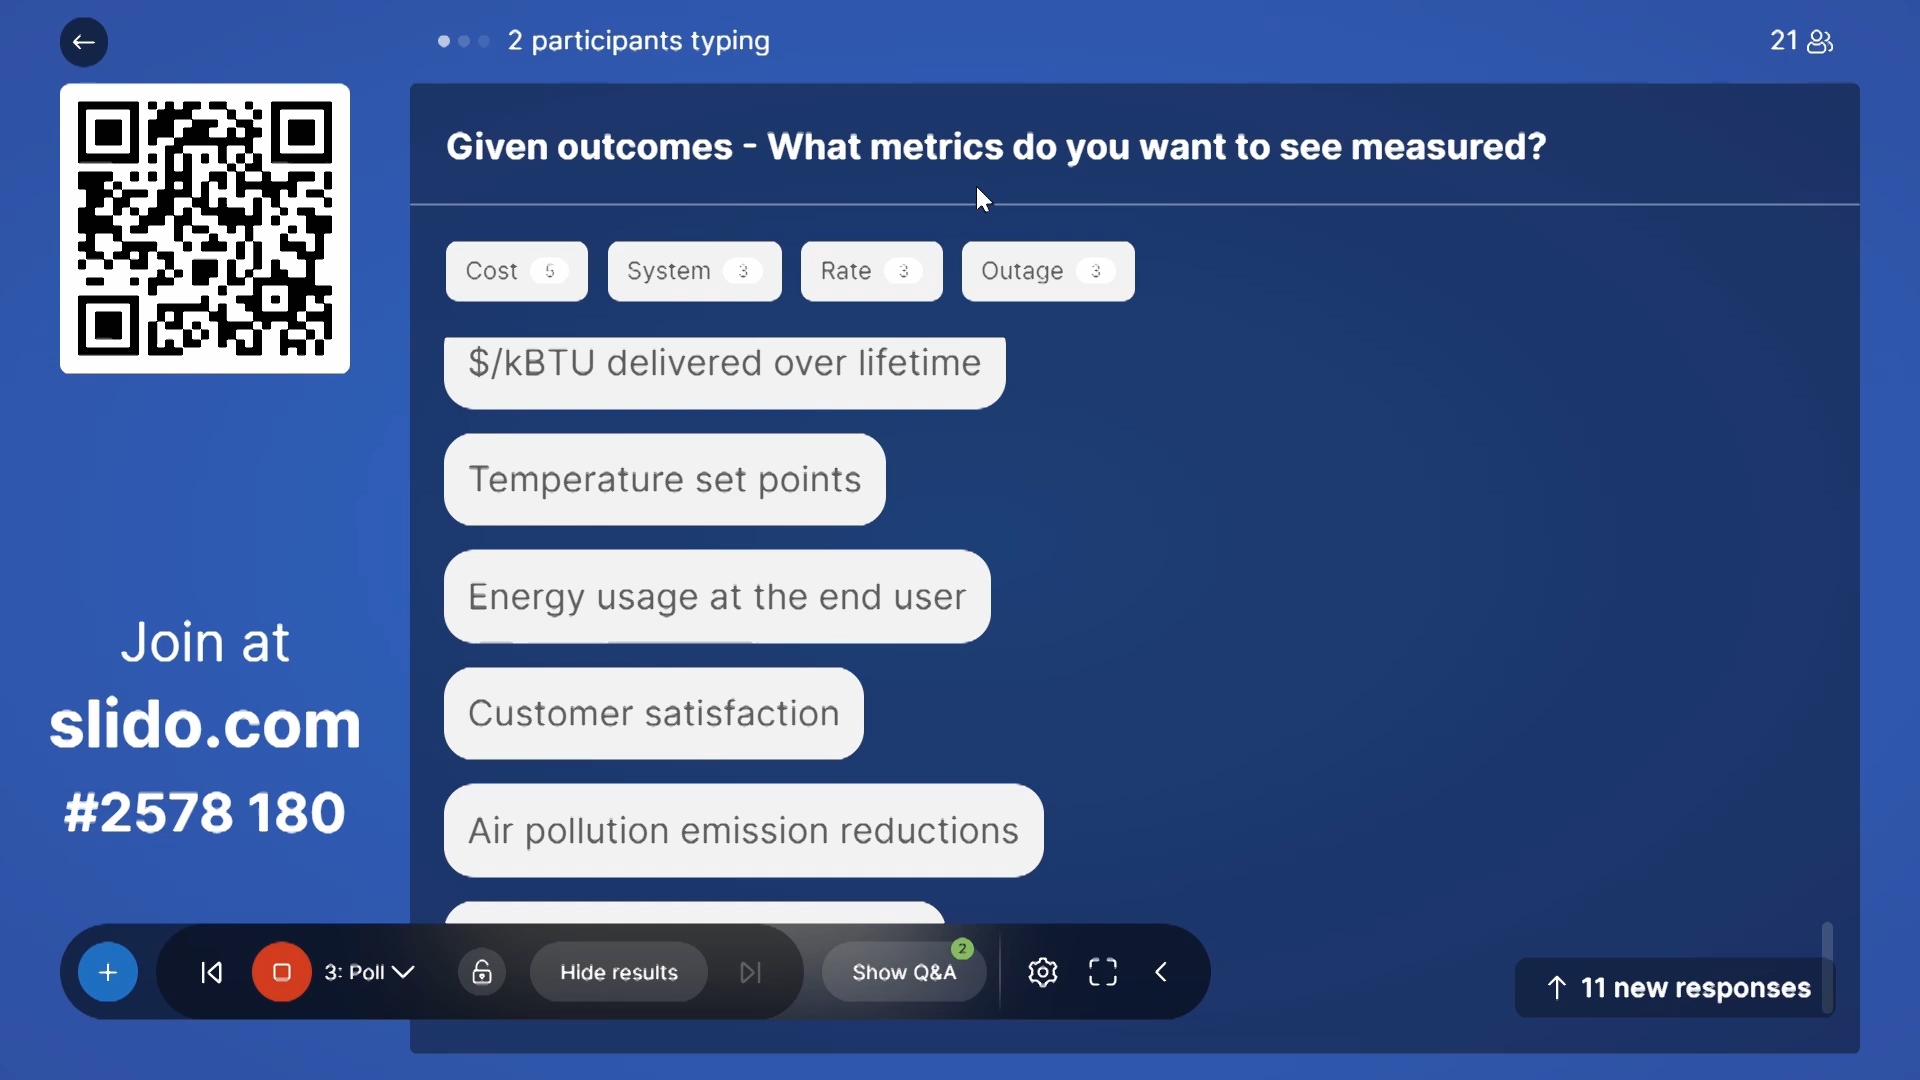 2 participants typing
21
Given outcomes - What metrics do you want to see measured?
Cost 5
System 3
Rate 3
Outage 3
$/kBTU delivered over lifetime
Temperature set points
Energy usage at the end user
Customer satisfaction
Air pollution emission reductions
Join at
slido.com
#2578 180
3: Poll
Hide results
Show Q&A
2
11 new responses